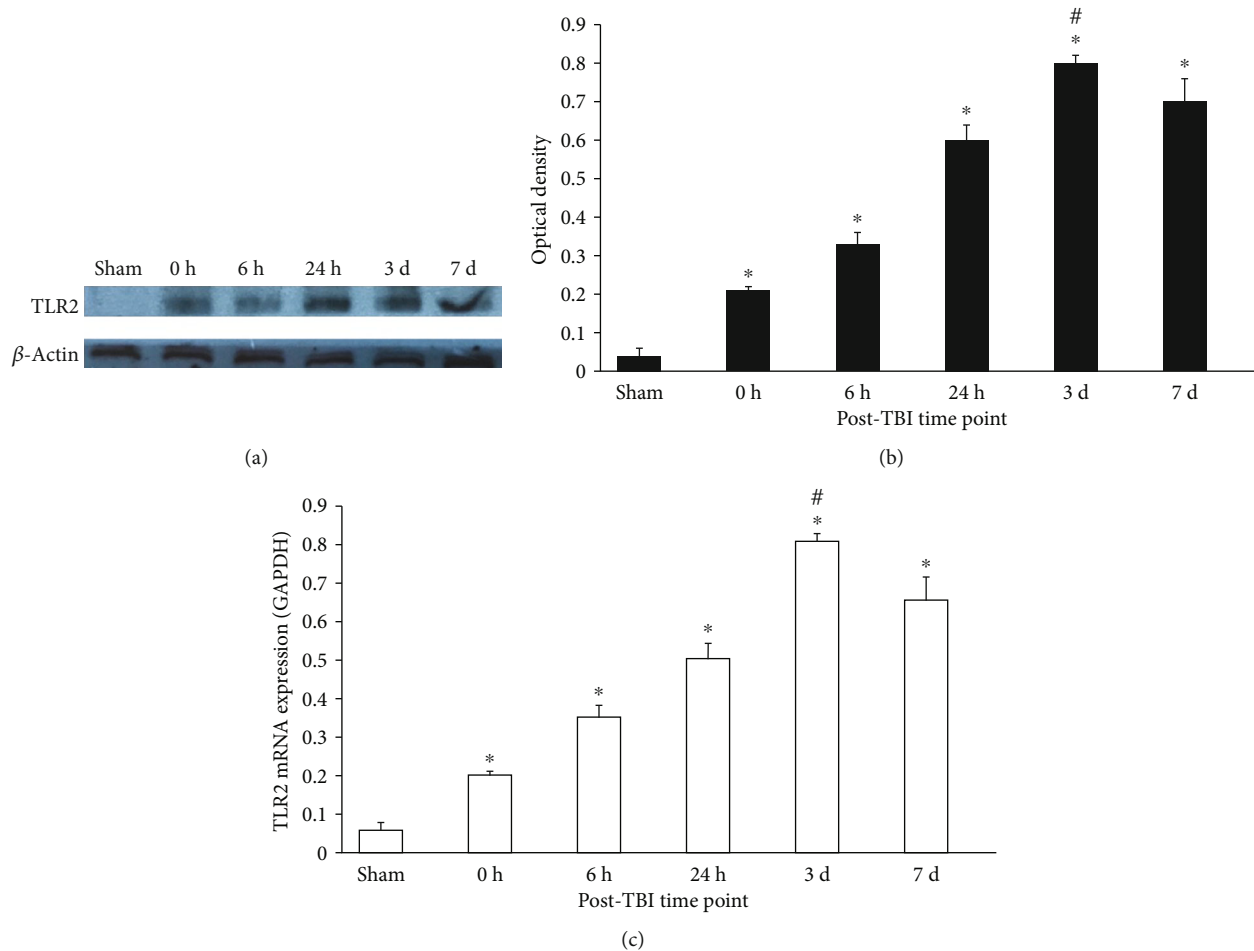 Sham 0 h 6 h 24 h 3 d 7 d
TLR2
β-Actin
(a)
Optical density
0.9
0.8
0.7
0.6
0.5
0.4
0.3
0.2
0.1
0
*
*
*
#
*
*
Sham 0 h 6 h 24 h 3 d 7 d
Post-TBI time point
(b)
TLR2 mRNA expression (GAPDH)
0.9
0.8
0.7
0.6
0.5
0.4
0.3
0.2
0.1
0
*
*
*
#
*
*
Sham 0 h 6 h 24 h 3 d 7 d
Post-TBI time point
(c)